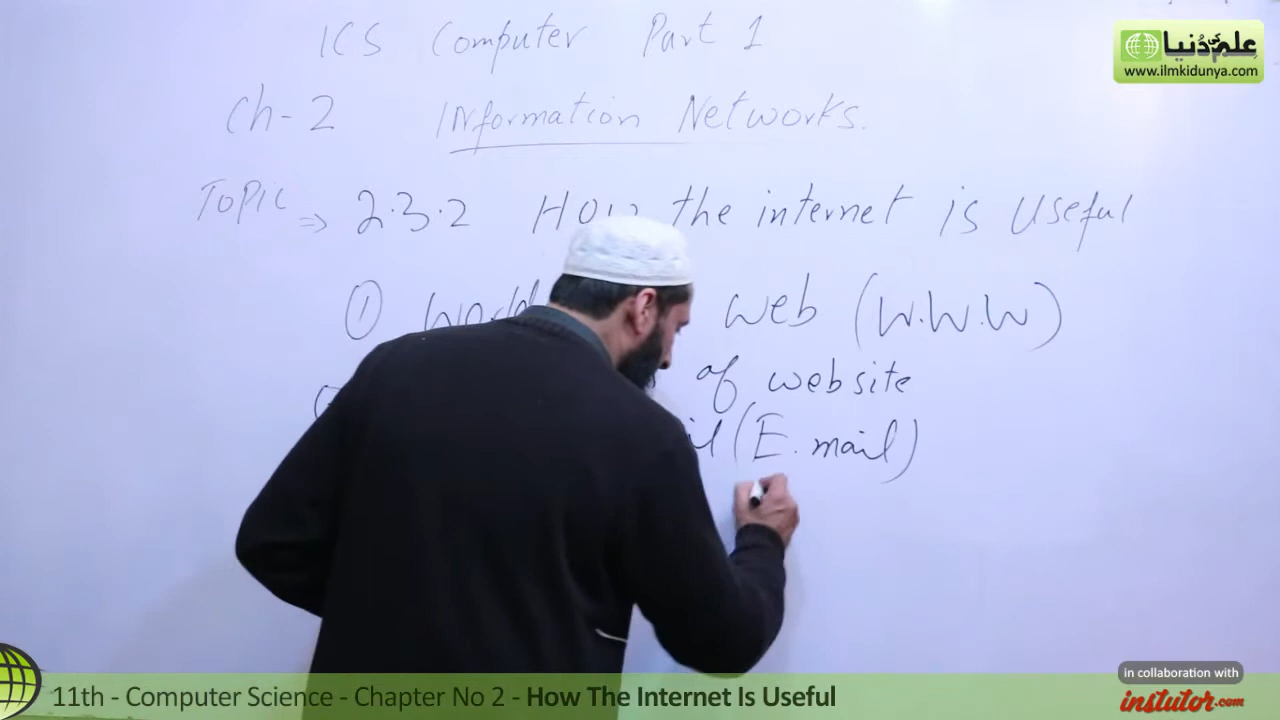 ICS Computer Part 1
علم کی دُنیا
www.ilmkidunya.com
Ch-2 Information Networks.
Topic ⇒ 2.3.2 How the internet is Useful
① World web (W.W.W)
of website
(E.mail)
in collaboration with
instutor.com
11th - Computer Science - Chapter No 2 - How The Internet Is Useful